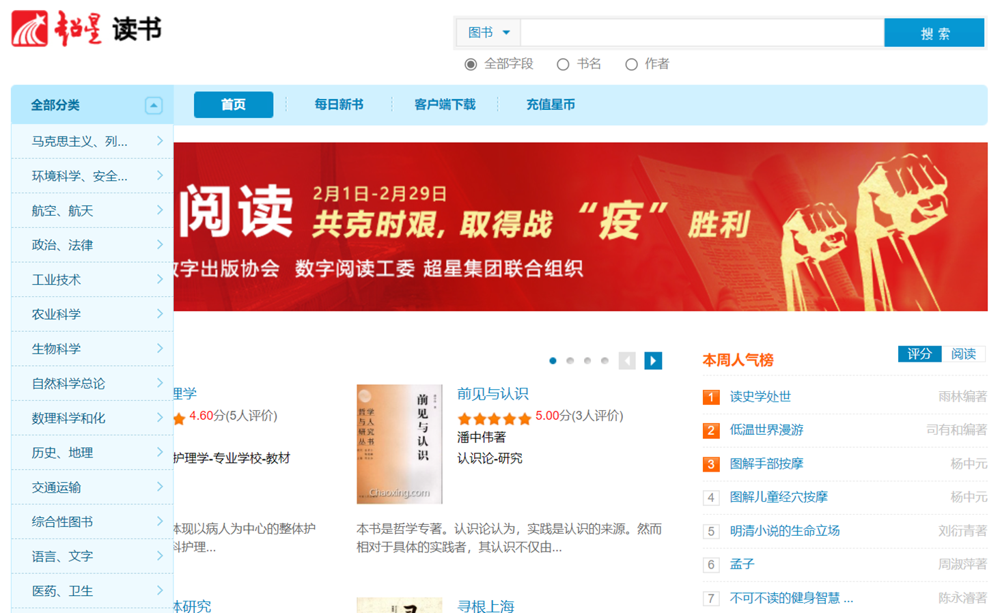 超星 读书
图书
搜 索
全部字段 书名 作者
全部分类
首页 每日新书 客户端下载 充值星币
马克思主义、列...
环境科学、安全...
航空、航天
政治、法律
工业技术
农业科学
生物科学
自然科学总论
数理科学和化
历史、地理
交通运输
综合性图书
语言、文字
医药、卫生
阅读
2月1日-2月29日
共克时艰，取得战“疫”胜利
数字出版协会 数字阅读工委 超星集团联合组织
理学
4.60分(5人评价)
护理学-专业学校-教材
体现以病人为中心的整体护
科护理...
体研究
前见与认识
哲学
与人
研究
丛书
Chaoxing.com
前见与认识
5.00分(3人评价)
潘中伟著
认识论-研究
本书是哲学专著。认识论认为，实践是认识的来源。然而
相对于具体的实践者，其认识不仅由...
寻根上海
本周人气榜
评分 阅读
1 读史学处世 雨林编著
2 低温世界漫游 司有和编著
3 图解手部按摩 杨中元
4 图解儿童经穴按摩 杨中元
5 明清小说的生命立场 刘衍青著
6 孟子 周淑萍著
7 不可不读的健身智慧 ... 陈永濬著